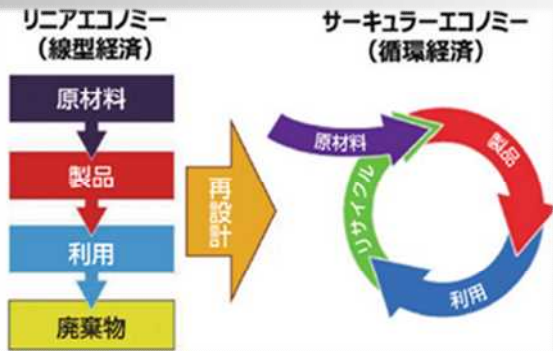 リニアエコノミー
（線型経済）
原材料
製品
利用
廃棄物
再設計
サーキュラーエコノミー
（循環経済）
原材料
製品
利用
リサイクル